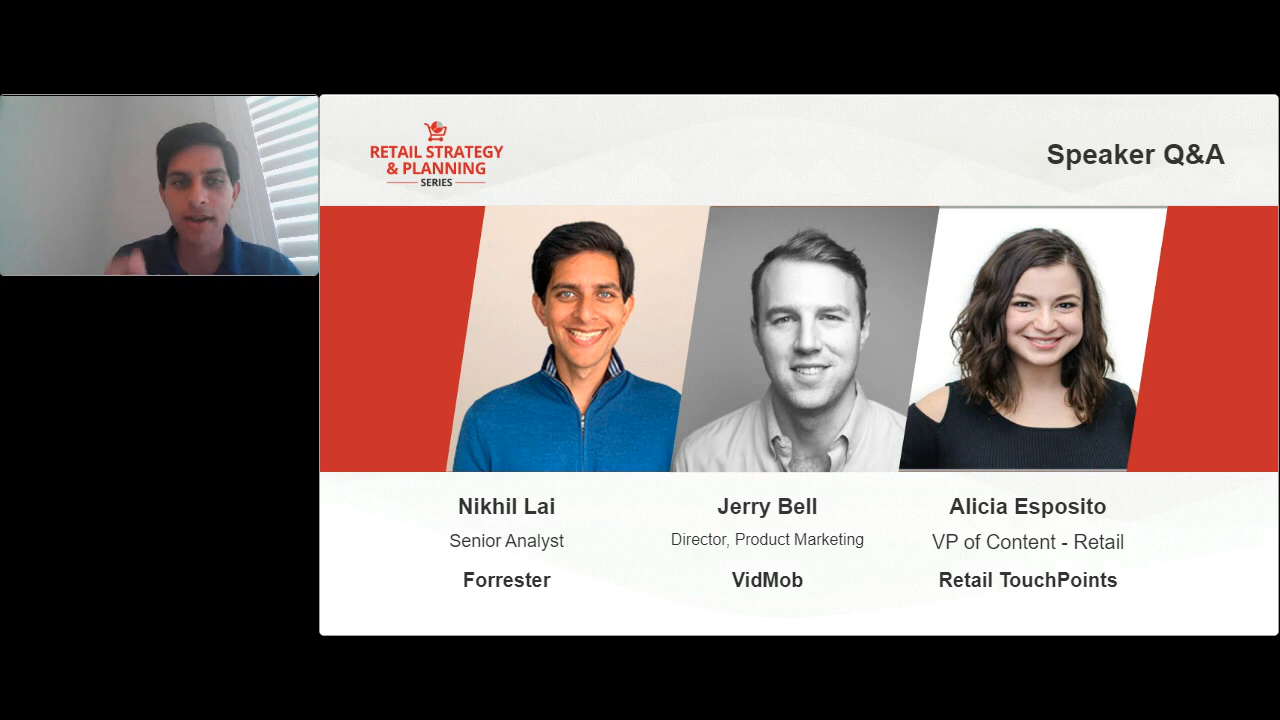 RETAIL STRATEGY
& PLANNING
SERIES
Speaker Q&A
Nikhil Lai
Senior Analyst
Forrester
Jerry Bell
Director, Product Marketing
VidMob
Alicia Esposito
VP of Content - Retail
Retail TouchPoints